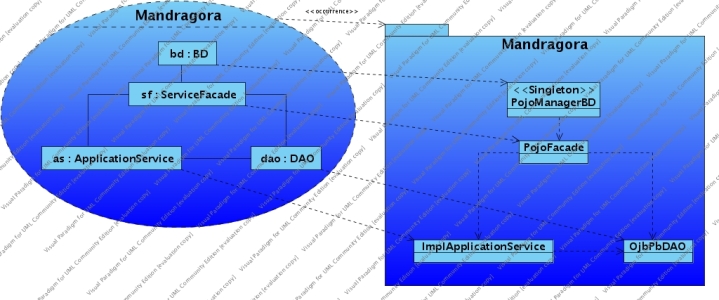 <<occurrence>>
Mandragora
bd : BD
sf : ServiceFacade
as : ApplicationService
dao : DAO
Mandragora
<<Singleton>>
PojoManagerBD
PojoFacade
ImplApplicationService
OjbPbDAO
Visual Paradigm for UML Community Edition [evaluation copy]